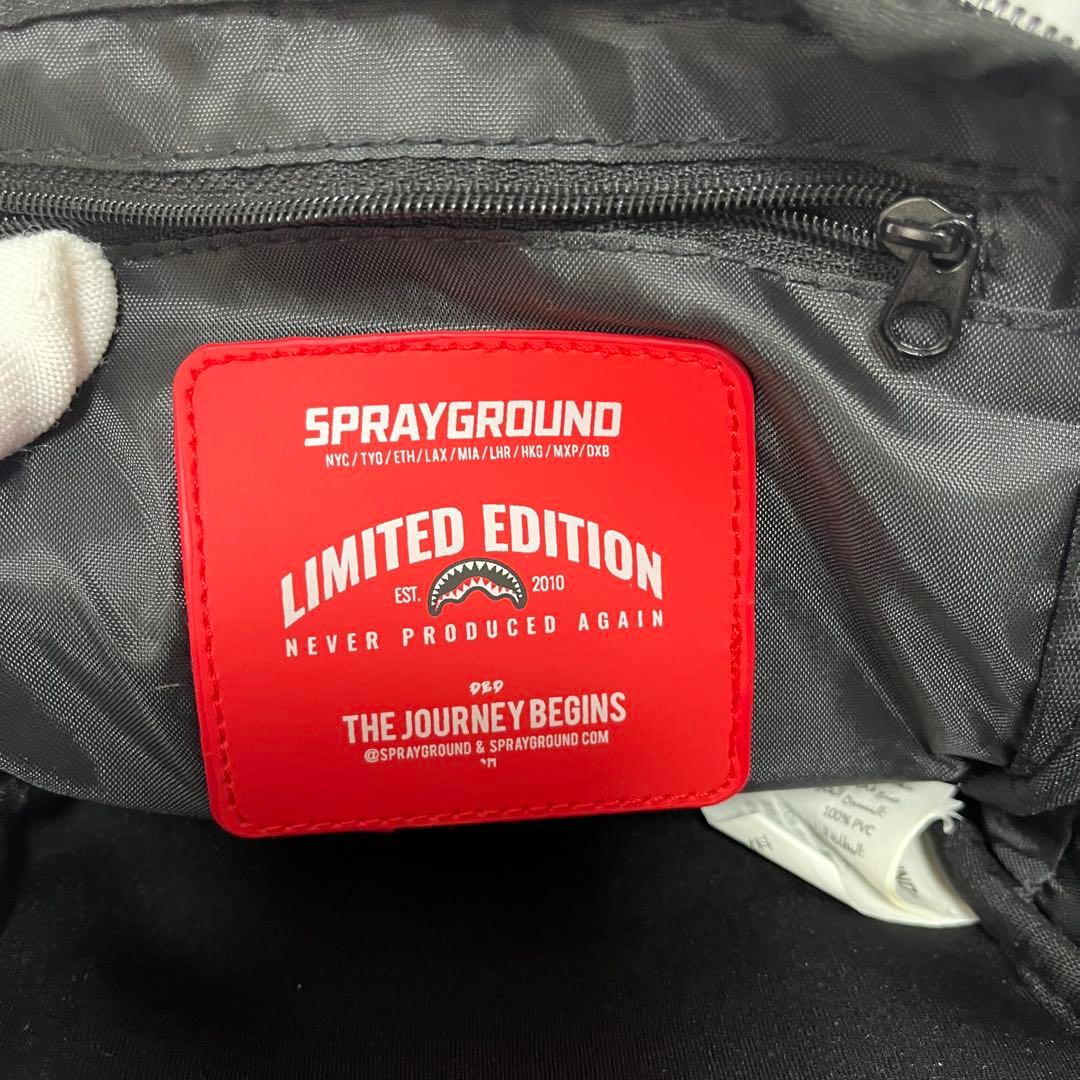 SPRAYGROUND
NYC / TYO / ETH / LAX / MIA / LHR / HKG / MXP / DXB
LIMITED EDITION
EST. 2010
NEVER PRODUCED AGAIN
DBD
THE JOURNEY BEGINS
@SPRAYGROUND & SPRAYGROUND.COM
100% PVC